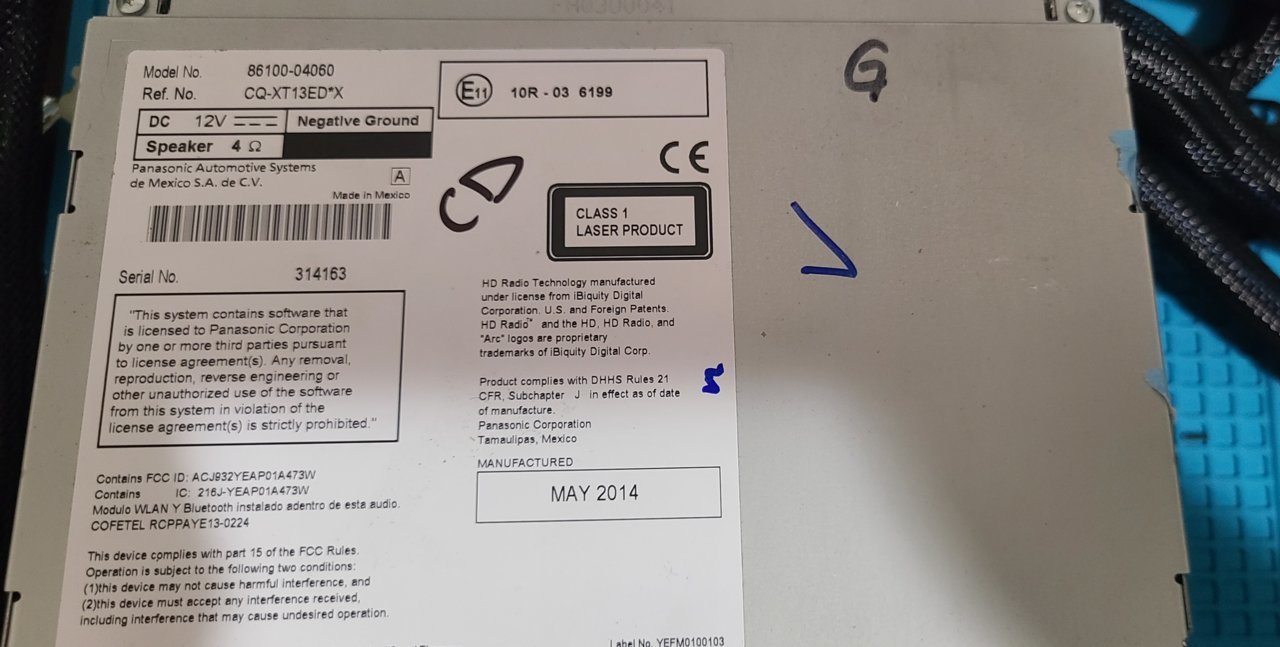 Model No. 86100-04060
Ref. No. CQ-XT13ED*X
DC 12V Negative Ground
Speaker 4 Ω
Panasonic Automotive Systems
de Mexico S.A. de C.V.
A
Made in Mexico
Serial No. 314163
"This system contains software that
is licensed to Panasonic Corporation
by one or more third parties pursuant
to license agreement(s). Any removal,
reproduction, reverse engineering or
other unauthorized use of the software
from this system in violation of the
license agreement(s) is strictly prohibited."
Contains FCC ID: ACJ932YEAP01A473W
Contains IC: 216J-YEAP01A473W
Modulo WLAN Y Bluetooth instalado adentro de esta audio.
COFETEL RCPPAYE13-0224
This device complies with part 15 of the FCC Rules.
Operation is subject to the following two conditions:
(1)this device may not cause harmful interference, and
(2)this device must accept any interference received,
including interference that may cause undesired operation.
E11 10R - 03 6199
CE
CD
CLASS 1
LASER PRODUCT
HD Radio Technology manufactured
under license from iBiquity Digital
Corporation. U.S. and Foreign Patents.
HD Radio™ and the HD, HD Radio, and
"Arc" logos are proprietary
trademarks of iBiquity Digital Corp.
Product complies with DHHS Rules 21
CFR, Subchapter J in effect as of date
of manufacture.
Panasonic Corporation
Tamaulipas, Mexico
MANUFACTURED
MAY 2014
Label No. YEFM0100103
G